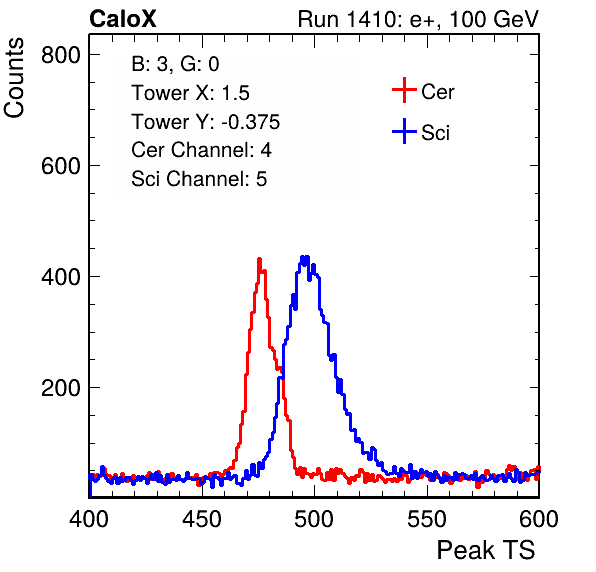 CaloX Run 1410: e+, 100 GeV
Counts
800
600
400
200
B: 3, G: 0
Tower X: 1.5
Tower Y: -0.375
Cer Channel: 4
Sci Channel: 5
Cer
Sci
400 450 500 550 600
Peak TS